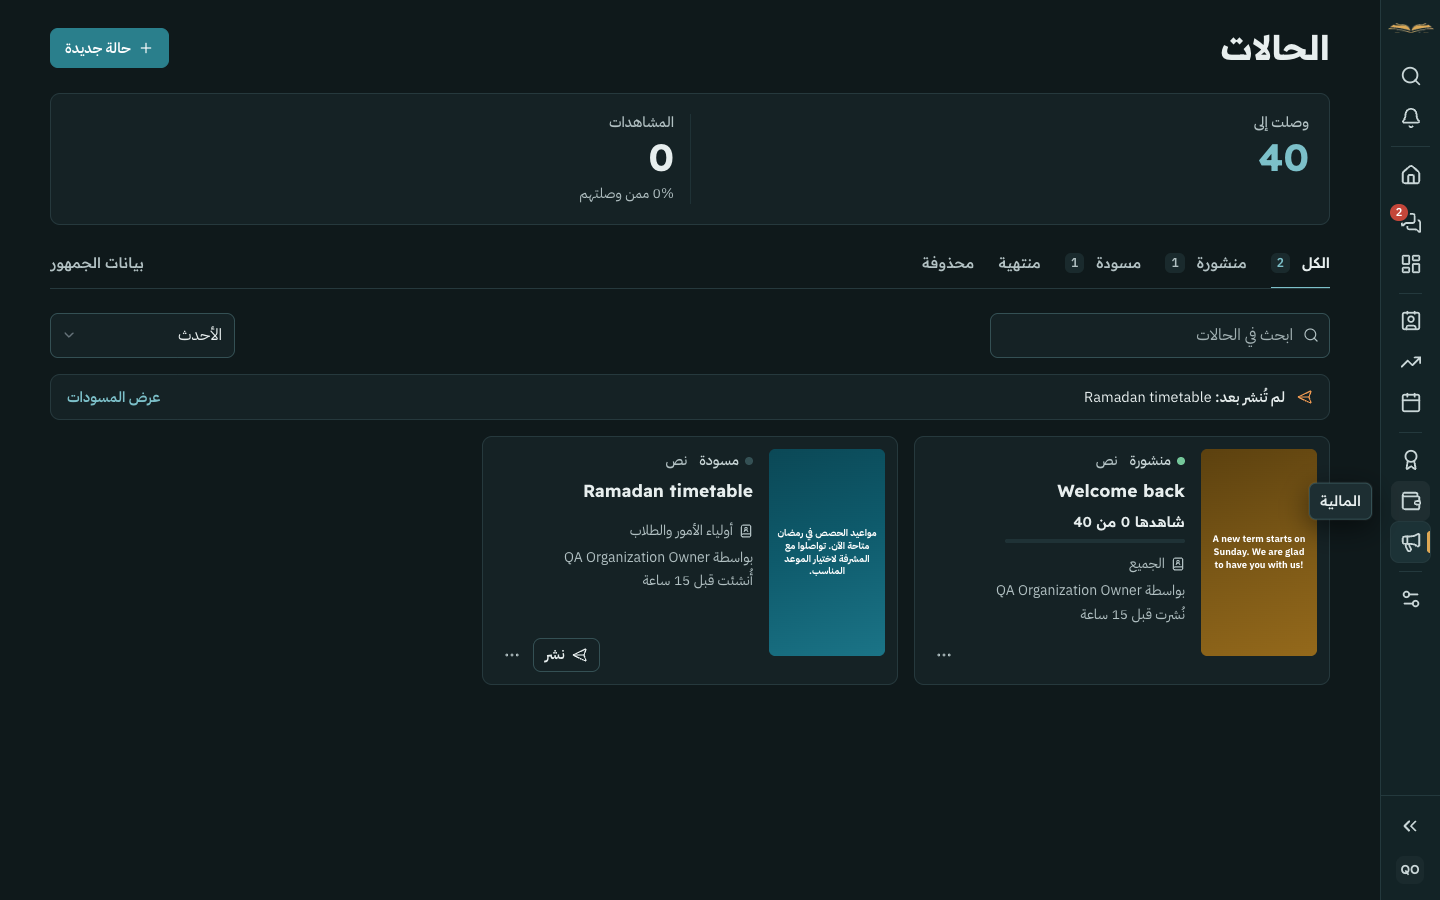 الحالات
+ حالة جديدة
وصلت إلى
40
المشاهدات
0
0% ممن وصلتهم
الكل 2
منشورة 1
مسودة 1
منتهية
محذوفة
بيانات الجمهور
ابحث في الحالات
الأحدث
لم تُنشر بعد: Ramadan timetable
عرض المسودات
A new term starts on
Sunday. We are glad
to have you with us!
منشورة نص
Welcome back
شاهدها 0 من 40
الجميع
بواسطة QA Organization Owner
نُشرت قبل 15 ساعة
مواعيد الحصص في رمضان
متاحة الآن. تواصلوا مع
المشرفة لاختيار الموعد
المناسب.
مسودة نص
Ramadan timetable
أولياء الأمور والطلاب
بواسطة QA Organization Owner
أُنشئت قبل 15 ساعة
نشر
2
المالية
QO